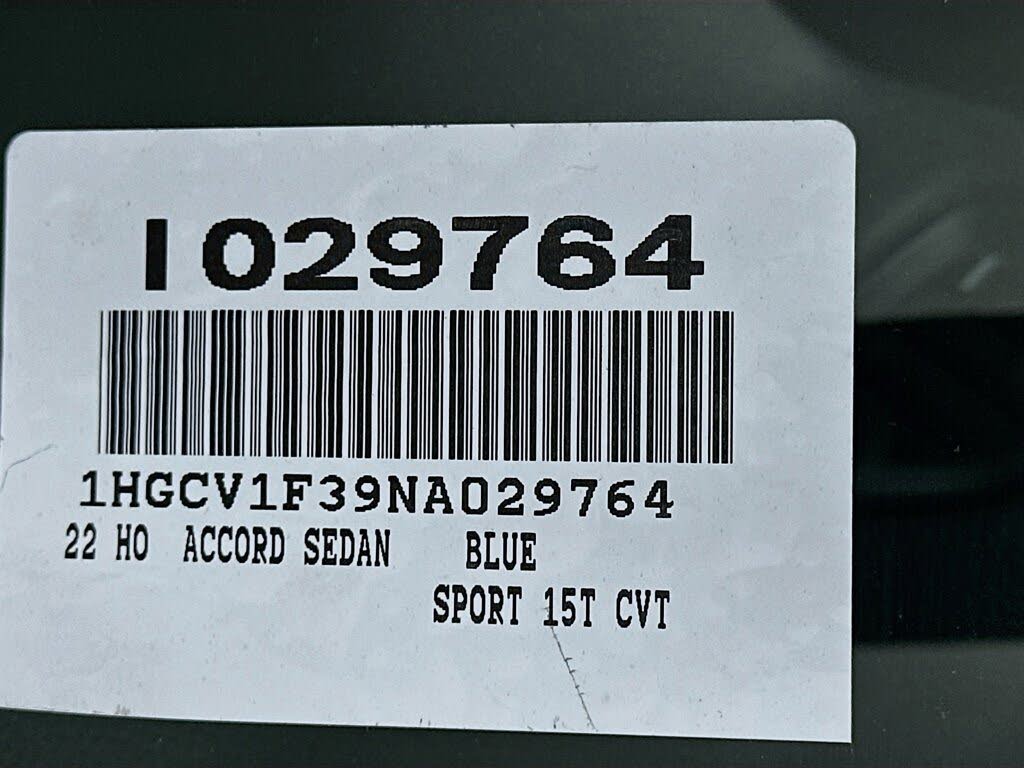 I029764
1HGCV1F39NA029764
22 HO ACCORD SEDAN BLUE
SPORT 15T CVT